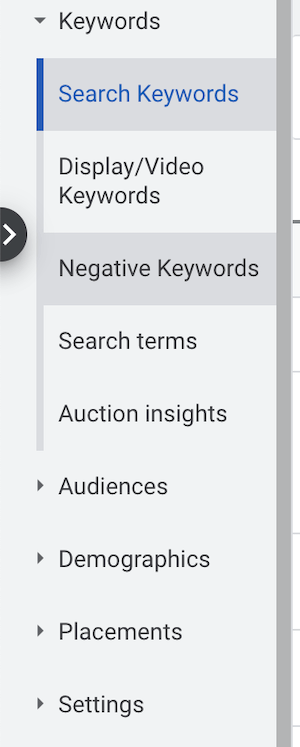 Keywords
Search Keywords
Display/Video
Keywords
Negative Keywords
Search terms
Auction insights
Audiences
Demographics
Placements
Settings